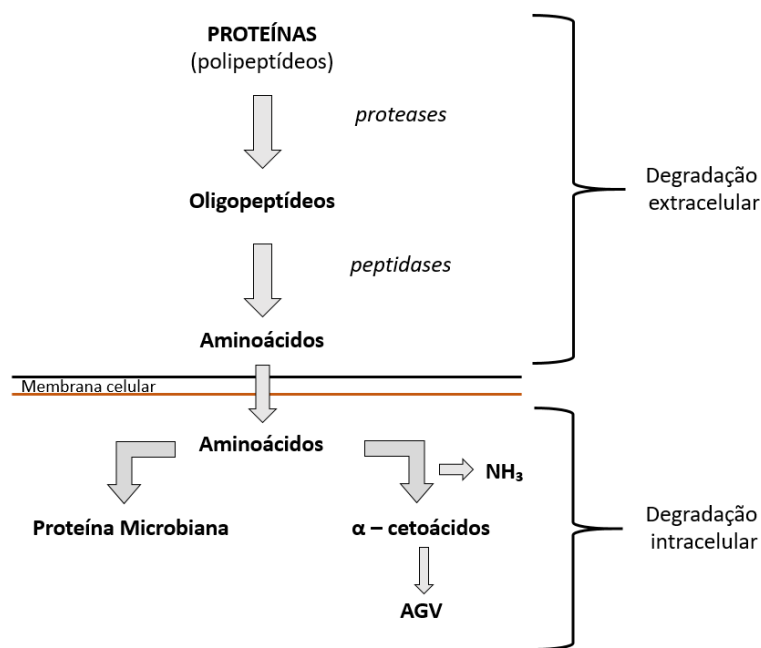 PROTEÍNAS
(polipeptídeos)
proteases
Degradação
extracelular
Oligopeptídeos
peptidases
Aminoácidos
Membrana celular
Aminoácidos
NH₃
Proteína Microbiana
α – cetoácidos
Degradação
intracelular
AGV